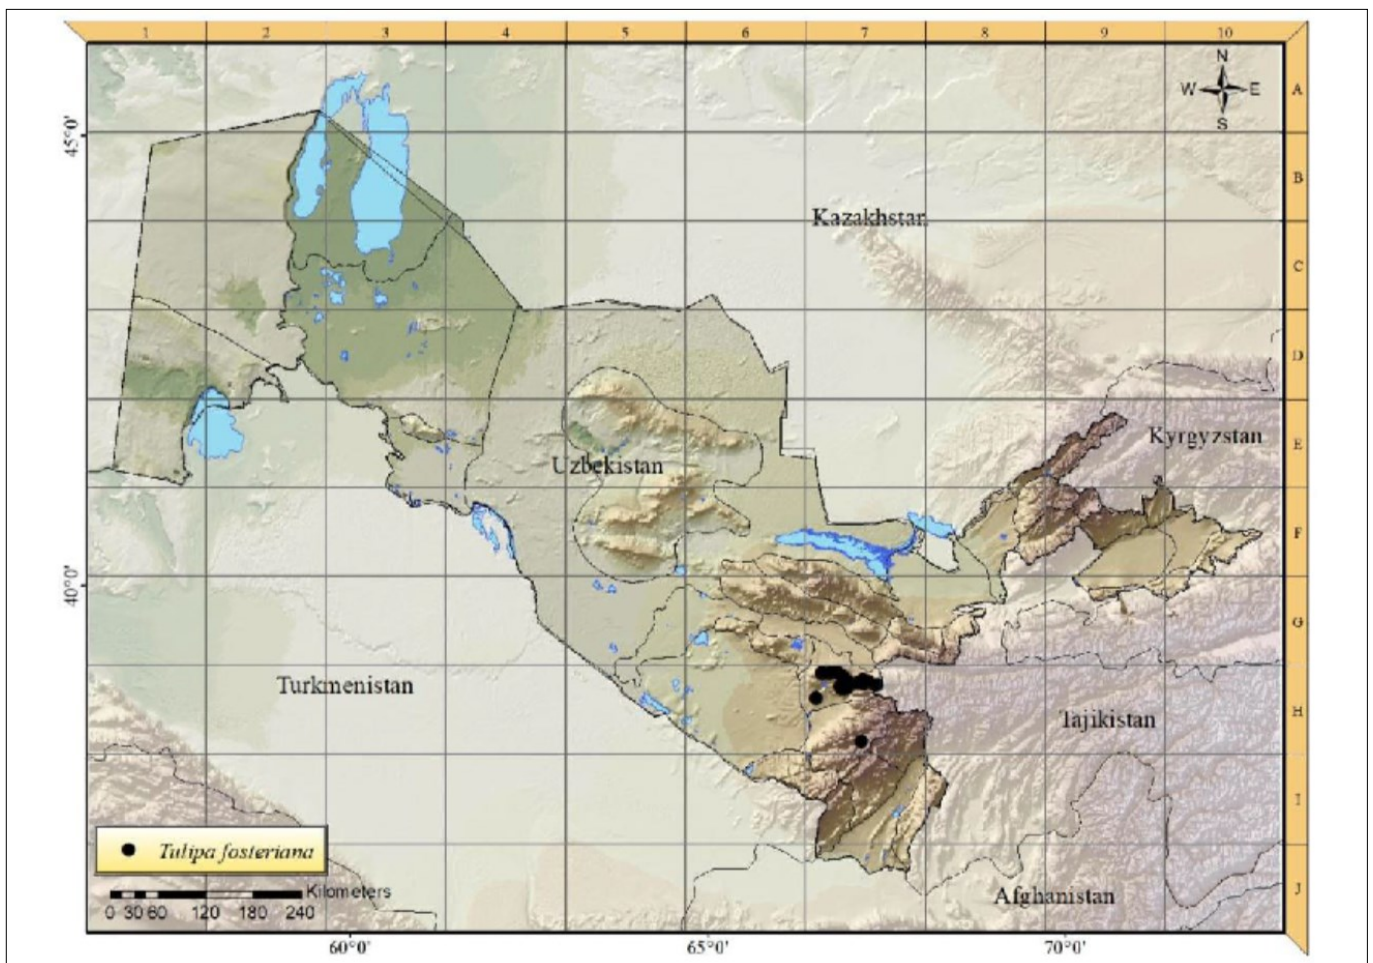 1 2 3 4 5 6 7 8 9 10
N
W E
S
A
45°0'
B
Kazakhstan
C
D
Kyrgyzstan
E
Uzbekistan
F
40°0'
G
Turkmenistan
H
Tajikistan
I
Tulipa fosteriana
Kilometers
0 30 60 120 180 240
Afghanistan
J
60°0' 65°0' 70°0'